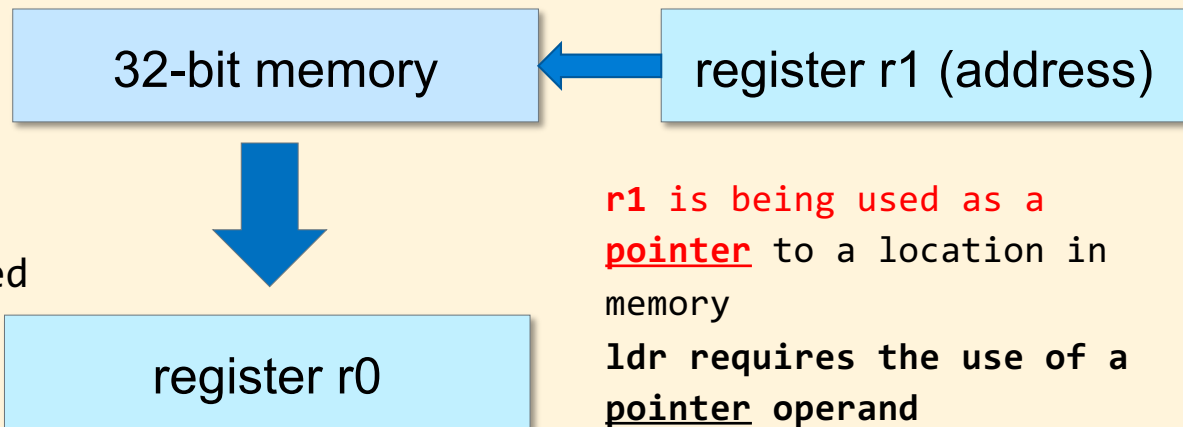 32-bit memory
register r1 (address)
r1 is being used as a
pointer to a location in
memory
ldr requires the use of a
pointer operand
ed
register r0